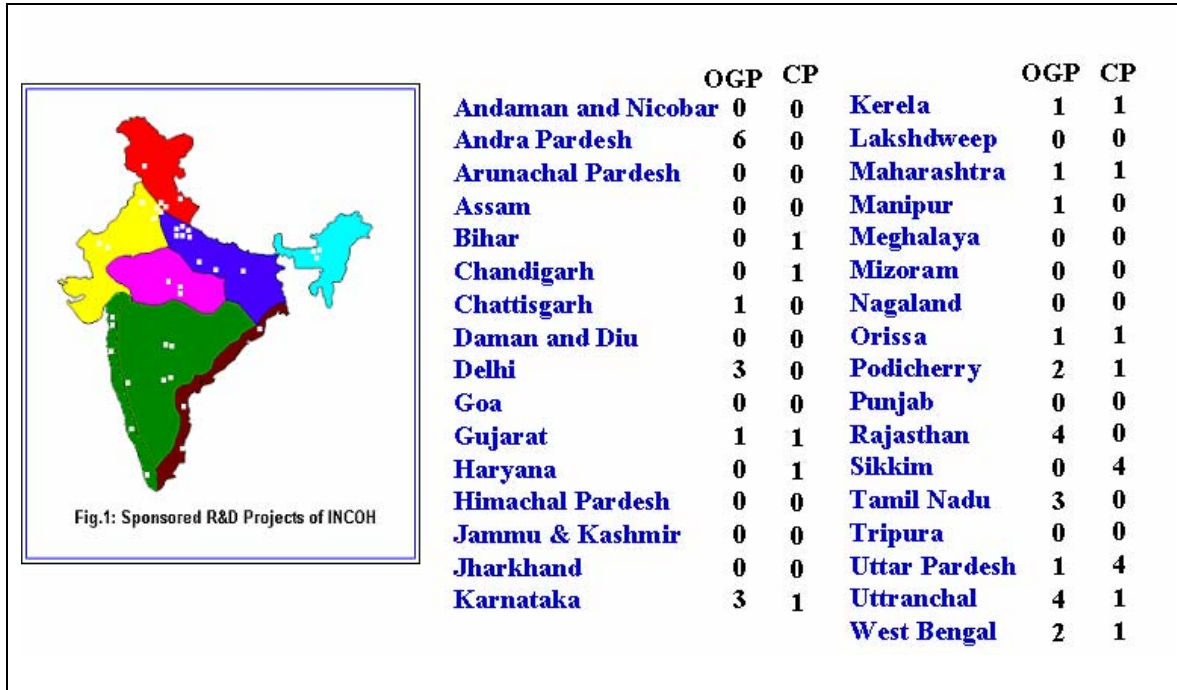 OGP CP
Andaman and Nicobar 0 0
Andra Pardesh 6 0
Arunachal Pardesh 0 0
Assam 0 0
Bihar 0 1
Chandigarh 0 1
Chattisgarh 1 0
Daman and Diu 0 0
Delhi 3 0
Goa 0 0
Gujarat 1 1
Haryana 0 1
Himachal Pardesh 0 0
Jammu & Kashmir 0 0
Jharkhand 0 0
Karnataka 3 1
OGP CP
Kerela 1 1
Lakshdweep 0 0
Maharashtra 1 1
Manipur 1 0
Meghalaya 0 0
Mizoram 0 0
Nagaland 0 0
Orissa 1 1
Podicherry 2 1
Punjab 0 0
Rajasthan 4 0
Sikkim 0 4
Tamil Nadu 3 0
Tripura 0 0
Uttar Pardesh 1 4
Uttranchal 4 1
West Bengal 2 1
Fig.1: Sponsored R&D Projects of INCOH